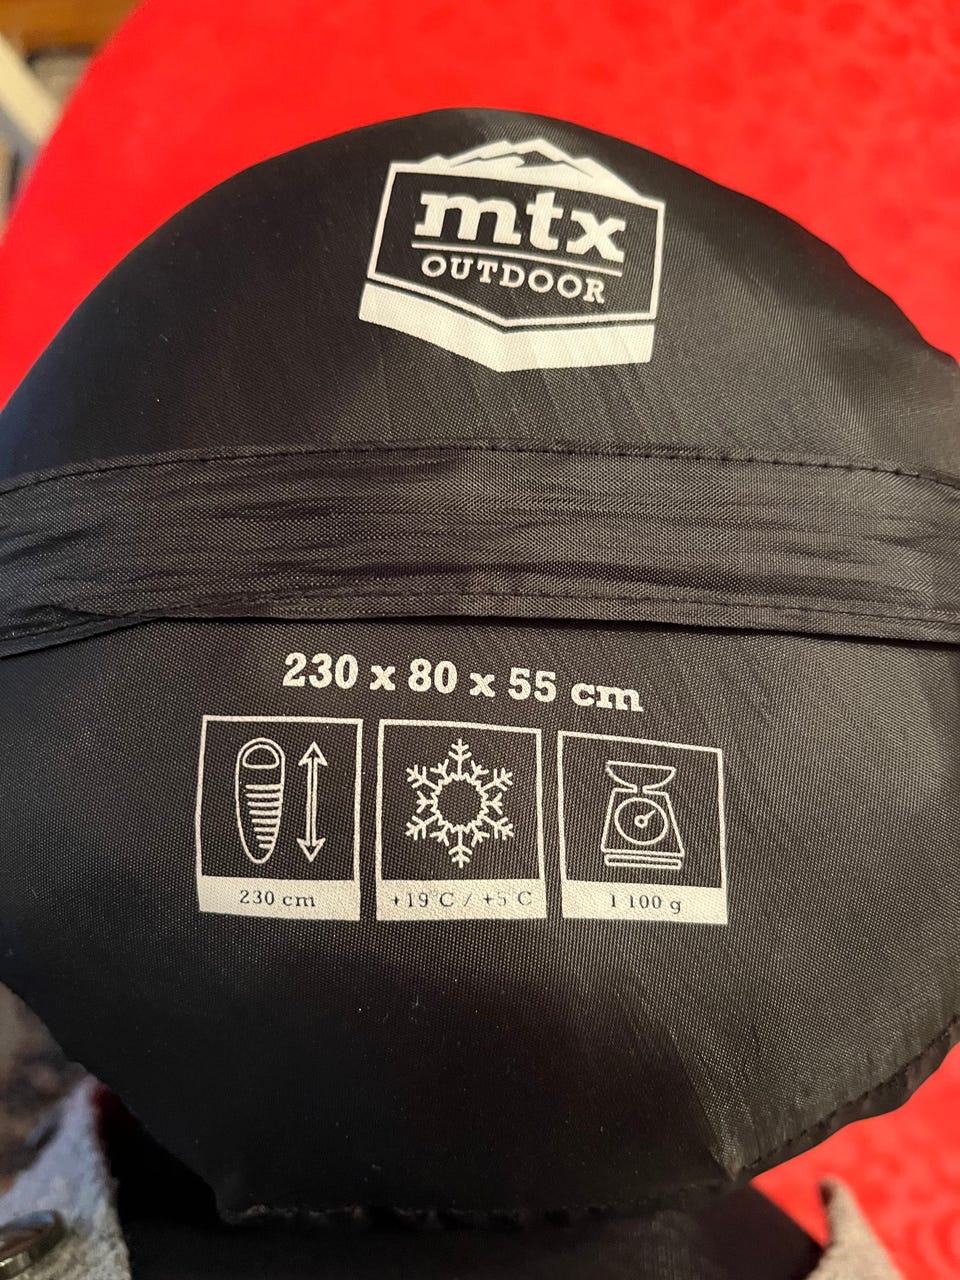 mtx
OUTDOOR
230 x 80 x 55 cm
230 cm
+19°C / +5°C
1 100 g